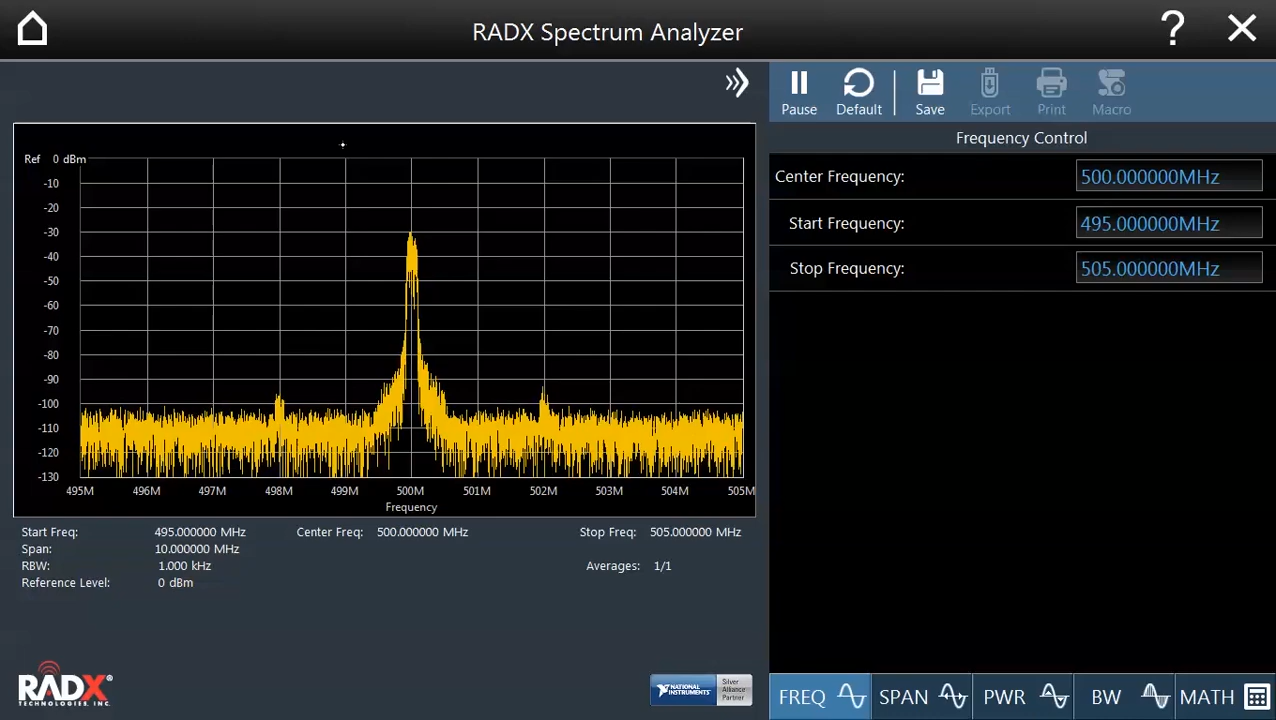 RADX Spectrum Analyzer
?
Pause Default Save Export Print Macro
Frequency Control
Center Frequency: 500.000000MHz
Start Frequency: 495.000000MHz
Stop Frequency: 505.000000MHz
Ref 0 dBm
-10
-20
-30
-40
-50
-60
-70
-80
-90
-100
-110
-120
-130
495M 496M 497M 498M 499M 500M 501M 502M 503M 504M 505M
Frequency
Start Freq: 495.000000 MHz Center Freq: 500.000000 MHz Stop Freq: 505.000000 MHz
Span: 10.000000 MHz
RBW: 1.000 kHz Averages: 1/1
Reference Level: 0 dBm
RADX®
TECHNOLOGIES, INC.
NATIONAL INSTRUMENTS
Silver
Alliance
Partner
FREQ SPAN PWR BW MATH